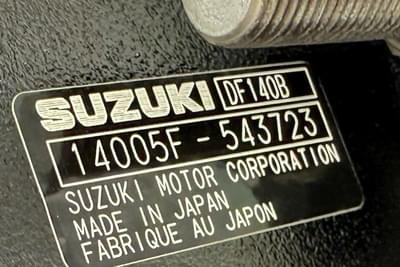 SUZUKI DF140B
14005F-543723
SUZUKI MOTOR CORPORATION
MADE IN JAPAN
FABRIQUE AU JAPON